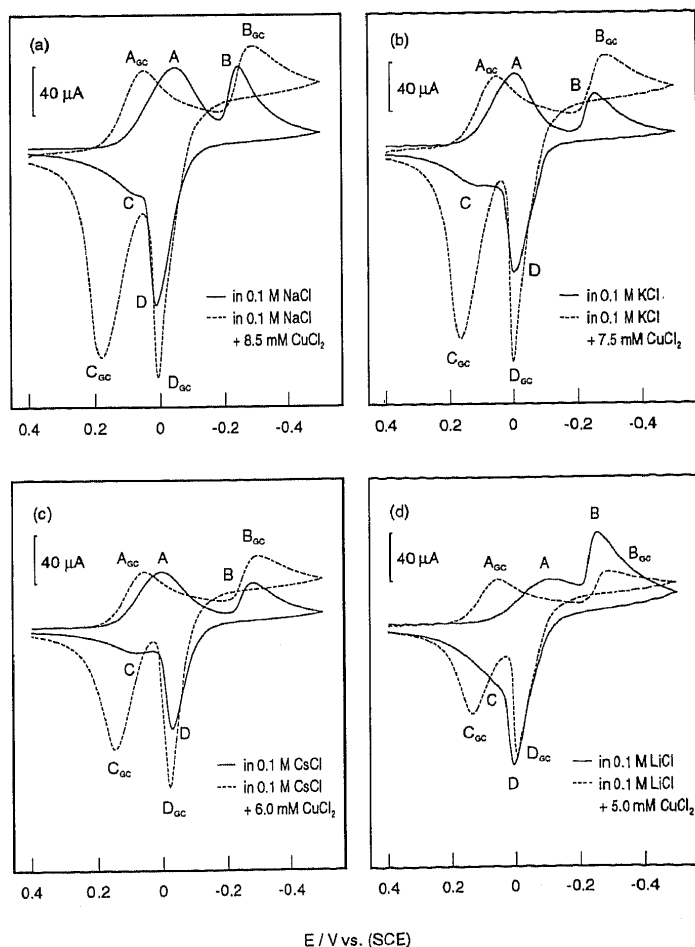 (a)
40 μA
A_GC
A
B
B_GC
C
D
C_GC
D_GC
in 0.1 M NaCl
in 0.1 M NaCl
+ 8.5 mM CuCl₂
0.4 0.2 0 -0.2 -0.4
(b)
40 μA
A_GC
A
B
B_GC
C
D
C_GC
D_GC
in 0.1 M KCl
in 0.1 M KCl
+ 7.5 mM CuCl₂
0.4 0.2 0 -0.2 -0.4
(c)
40 μA
A_GC
A
B
B_GC
C
D
C_GC
D_GC
in 0.1 M CsCl
in 0.1 M CsCl
+ 6.0 mM CuCl₂
0.4 0.2 0 -0.2 -0.4
(d)
40 μA
A_GC
A
B
B_GC
C
C_GC
D_GC
D
in 0.1 M LiCl
in 0.1 M LiCl
+ 5.0 mM CuCl₂
0.4 0.2 0 -0.2 -0.4
E / V vs. (SCE)